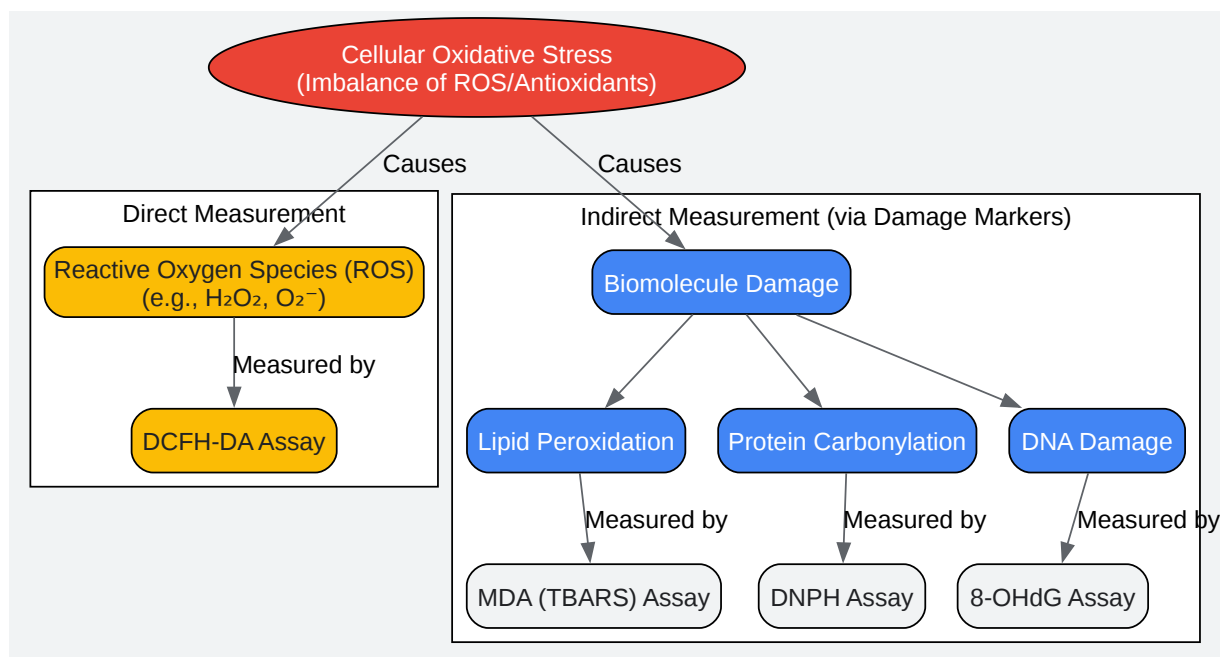 Cellular Oxidative Stress
(Imbalance of ROS/Antioxidants)
Causes
Causes
Direct Measurement
Indirect Measurement (via Damage Markers)
Reactive Oxygen Species (ROS)
(e.g., H₂O₂, O₂⁻)
Biomolecule Damage
Measured by
DCFH-DA Assay
Lipid Peroxidation
Protein Carbonylation
DNA Damage
Measured by
Measured by
Measured by
MDA (TBARS) Assay
DNPH Assay
8-OHdG Assay